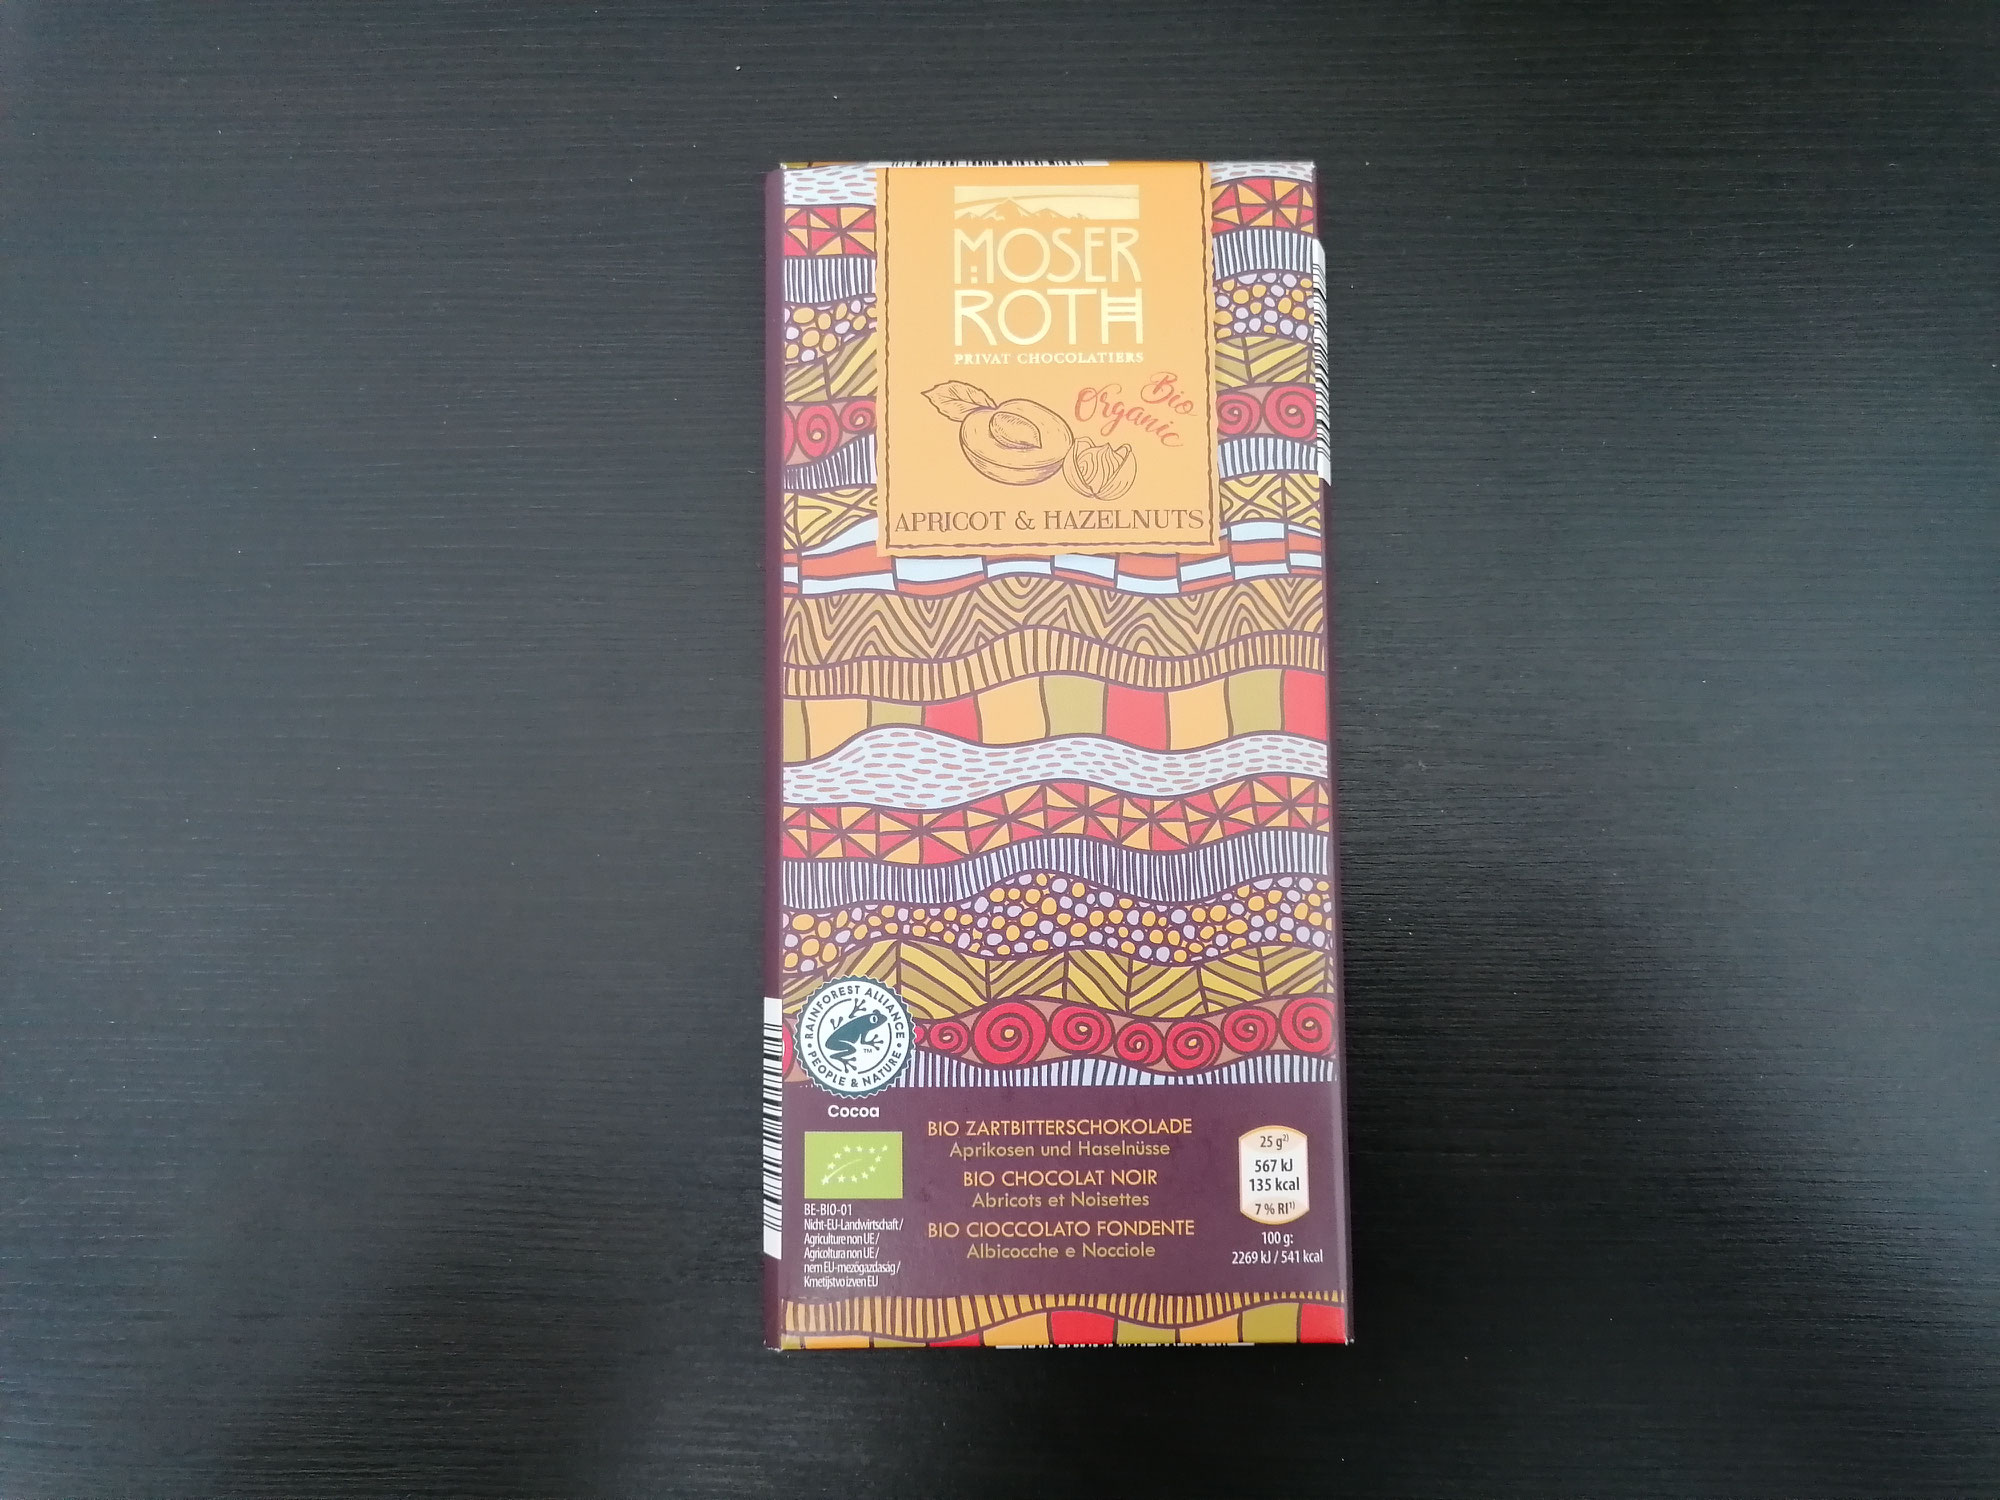 MOSER
ROTH
PRIVAT CHOCOLATIERS
Bio
Organic
APRICOT & HAZELNUTS
RAINFOREST ALLIANCE
• PEOPLE & NATURE •
TM
Cocoa
BE-BIO-01
Nicht-EU-Landwirtschaft /
Agriculture non UE /
Agricoltura non UE /
nem EU-mezőgazdaság /
Kmetijstvo izven EU
BIO ZARTBITTERSCHOKOLADE
Aprikosen und Haselnüsse
BIO CHOCOLAT NOIR
Abricots et Noisettes
BIO CIOCCOLATO FONDENTE
Albicocche e Nocciole
25 g²⁾
567 kJ
135 kcal
7 % RI¹⁾
100 g:
2269 kJ / 541 kcal